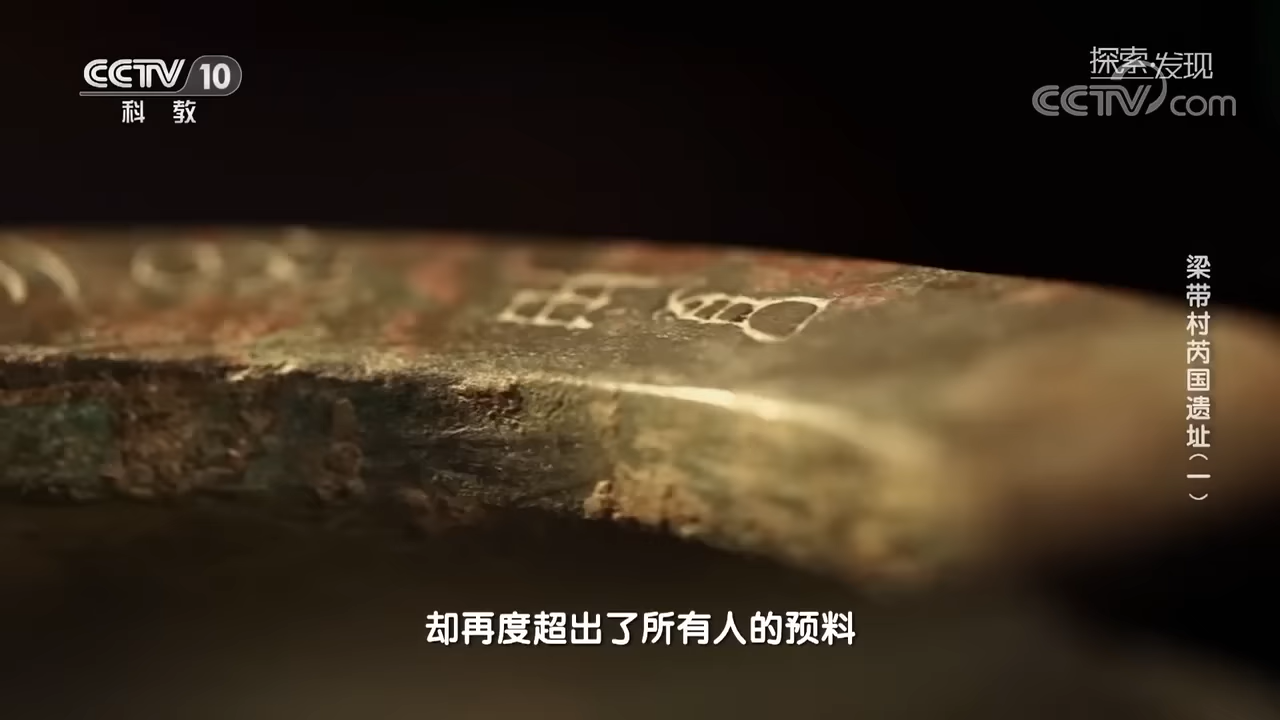 CCTV 10
科 教
探索·发现
CCTV com
梁带村芮国遗址（一）
却再度超出了所有人的预料